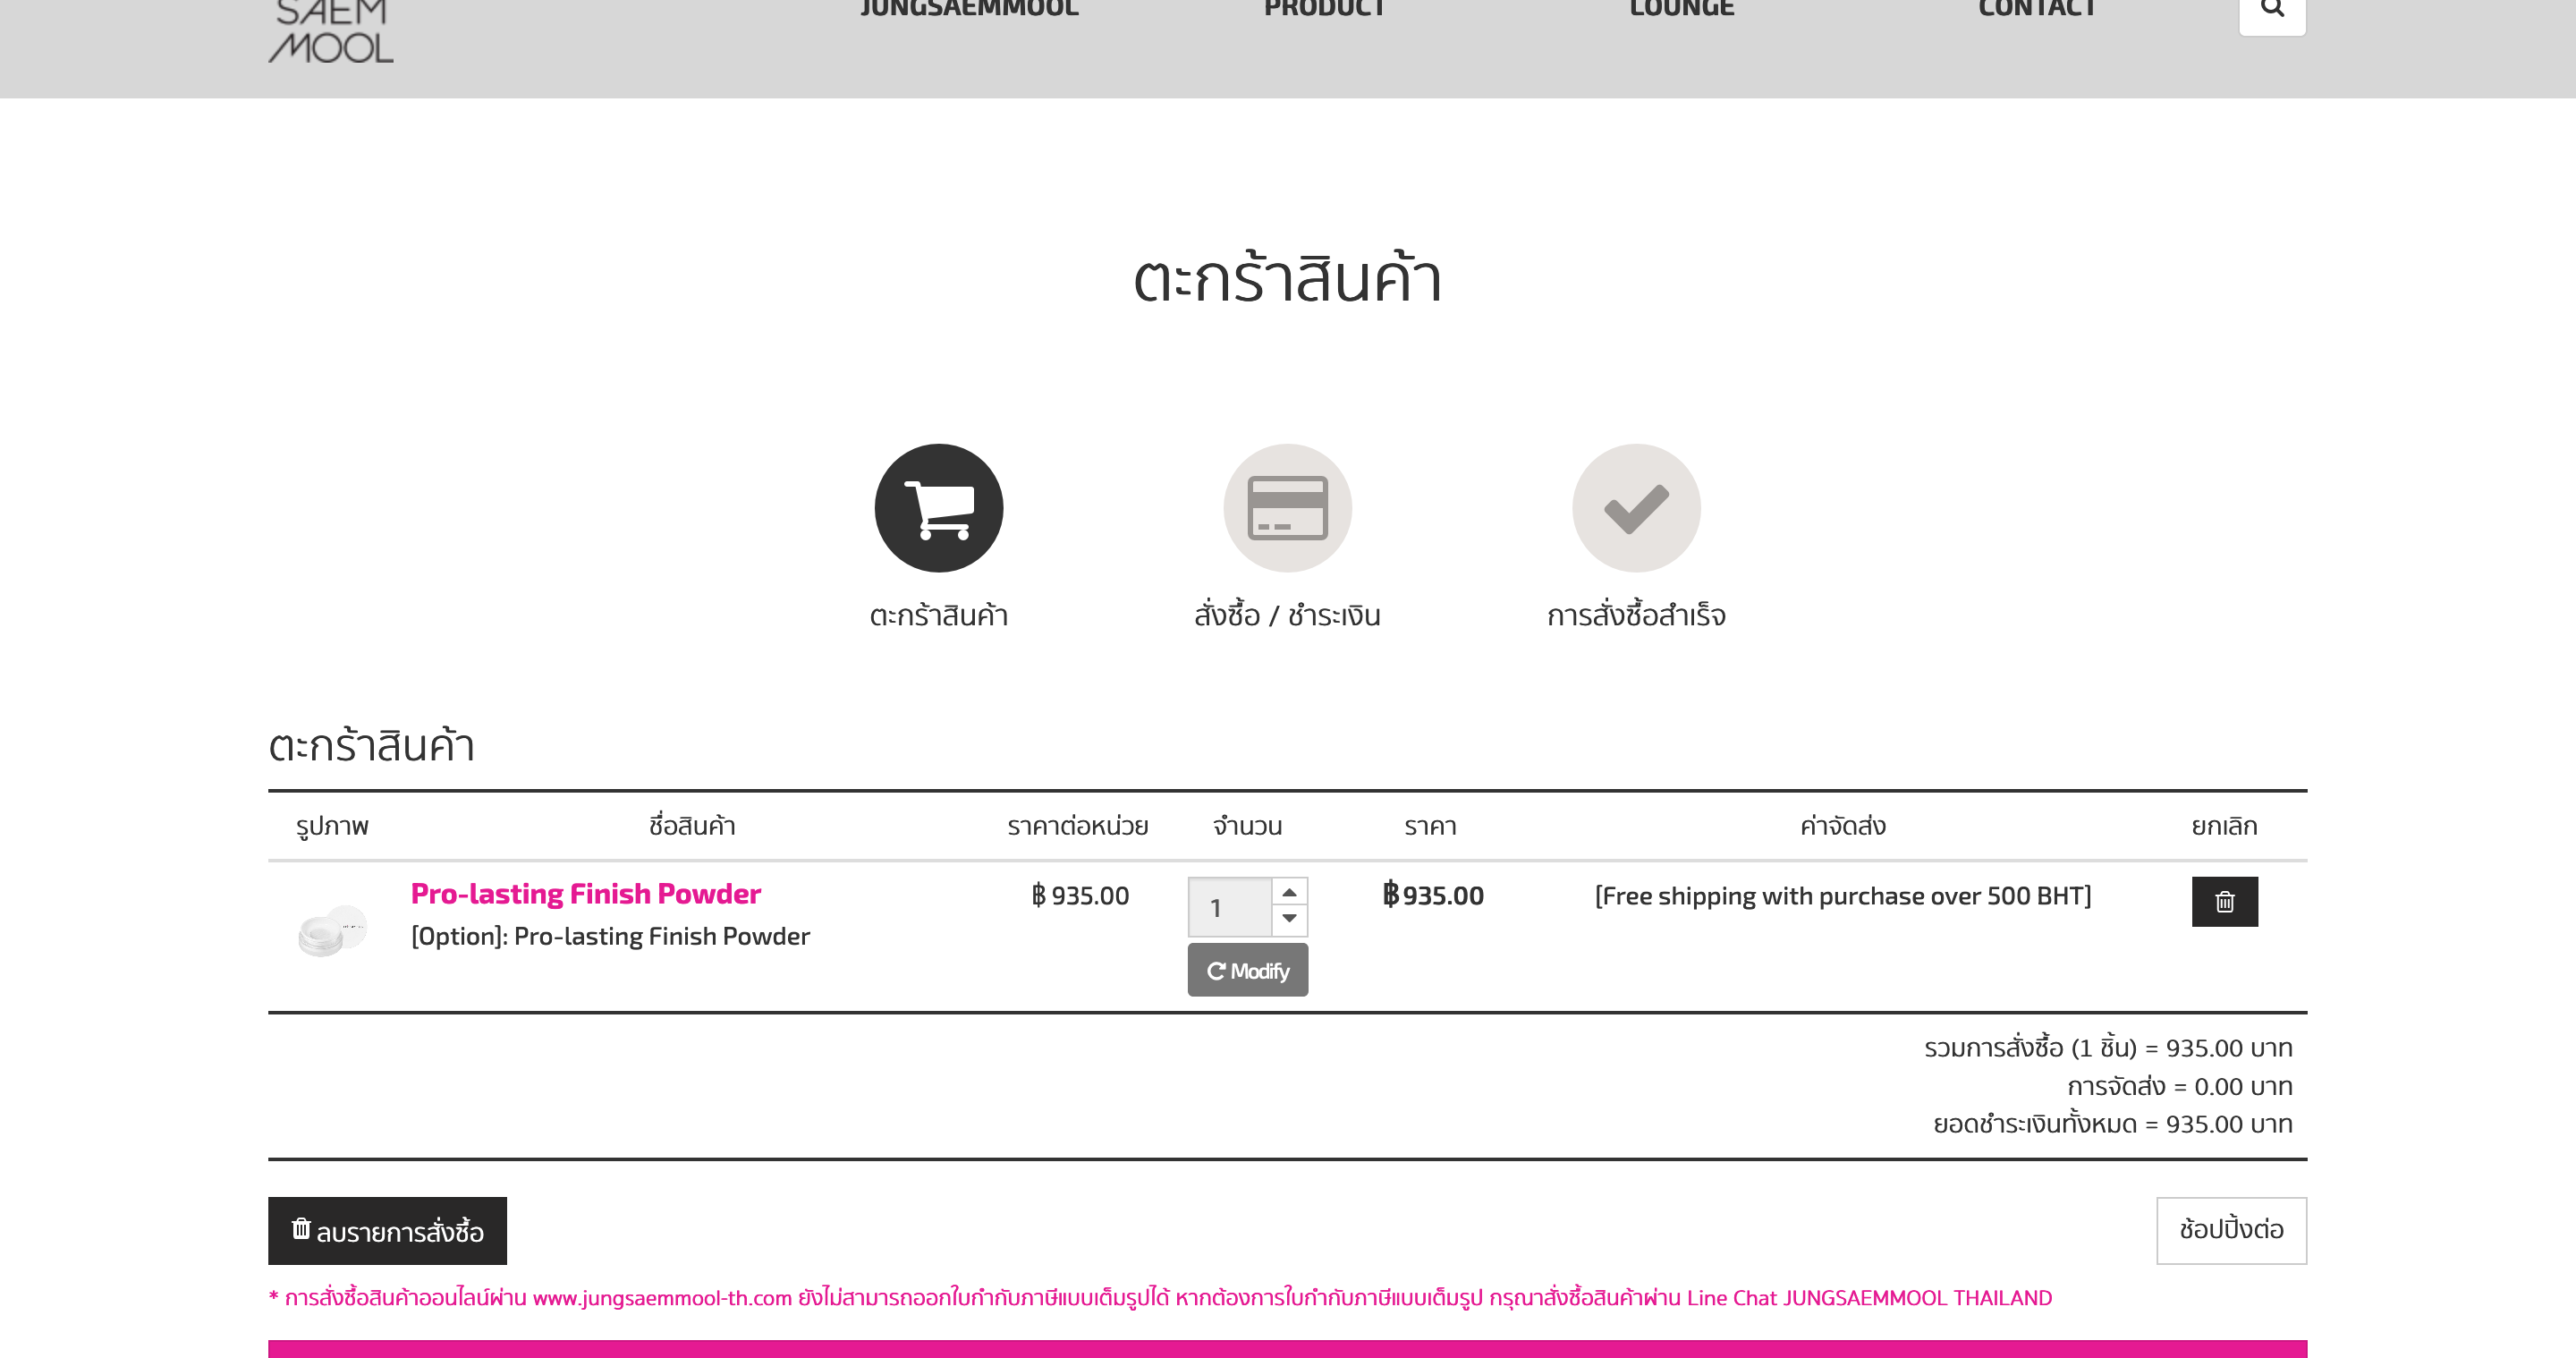 SAEM
MOOL
JUNGSAEMMOOL PRODUCT LOUNGE CONTACT
ตะกร้าสินค้า
ตะกร้าสินค้า สั่งซื้อ / ชำระเงิน การสั่งซื้อสำเร็จ
ตะกร้าสินค้า
รูปภาพ ชื่อสินค้า ราคาต่อหน่วย จำนวน ราคา ค่าจัดส่ง ยกเลิก
Pro-lasting Finish Powder ฿ 935.00 1 ฿ 935.00 [Free shipping with purchase over 500 BHT]
[Option]: Pro-lasting Finish Powder
Modify
รวมการสั่งซื้อ (1 ชิ้น) = 935.00 บาท
การจัดส่ง = 0.00 บาท
ยอดชำระเงินทั้งหมด = 935.00 บาท
ลบรายการสั่งซื้อ ช้อปปิ้งต่อ
* การสั่งซื้อสินค้าออนไลน์ผ่าน www.jungsaemmool-th.com ยังไม่สามารถออกใบกำกับภาษีแบบเต็มรูปได้ หากต้องการใบกำกับภาษีแบบเต็มรูป กรุณาสั่งซื้อสินค้าผ่าน Line Chat JUNGSAEMMOOL THAILAND